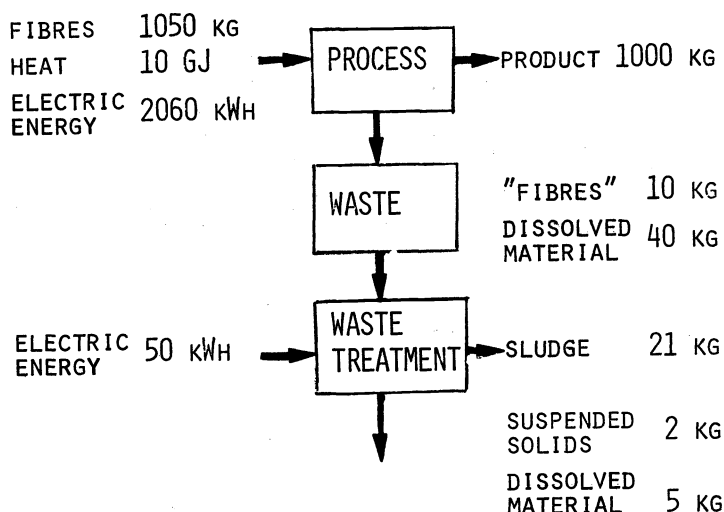 FIBRES 1050 KG
HEAT 10 GJ
ELECTRIC
ENERGY 2060 KWH
PROCESS
PRODUCT 1000 KG
WASTE
"FIBRES" 10 KG
DISSOLVED
MATERIAL 40 KG
ELECTRIC
ENERGY 50 KWH
WASTE
TREATMENT
SLUDGE 21 KG
SUSPENDED
SOLIDS 2 KG
DISSOLVED
MATERIAL 5 KG